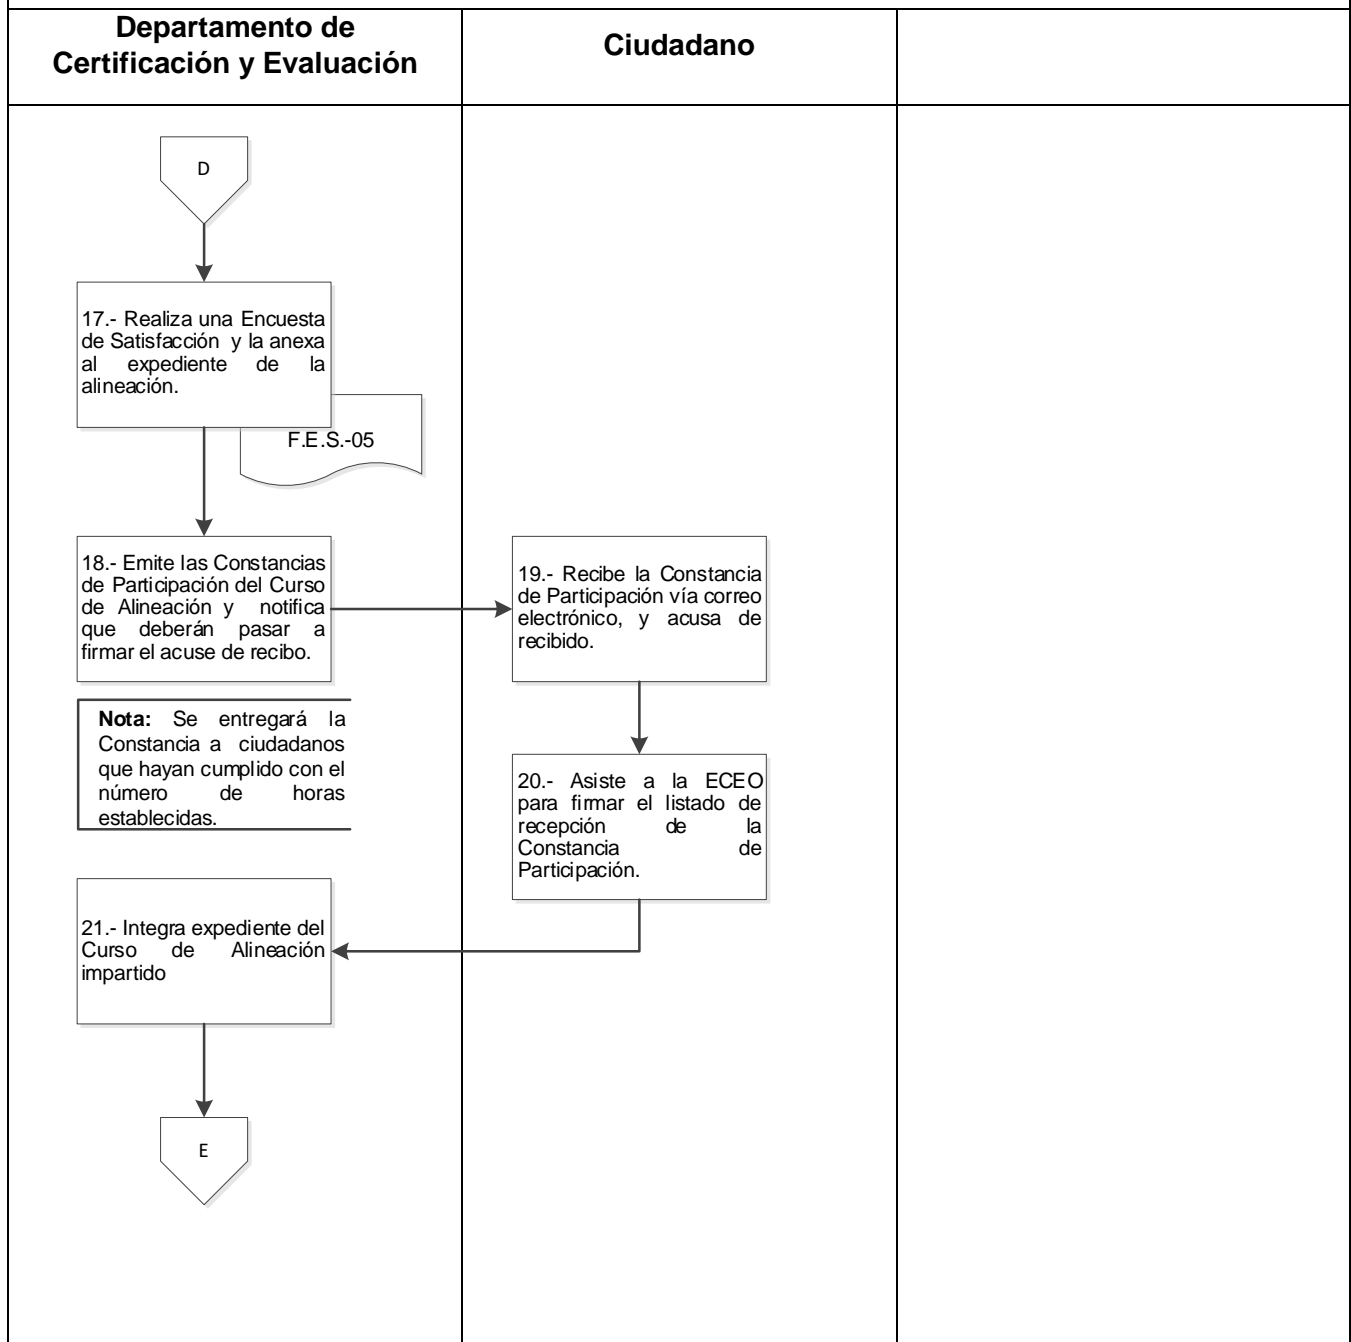 Departamento de
Certificación y Evaluación
Ciudadano
D
17.- Realiza una Encuesta
de Satisfacción y la anexa
al expediente de la
alineación.
F.E.S.-05
18.- Emite las Constancias
de Participación del Curso
de Alineación y notifica
que deberán pasar a
firmar el acuse de recibo.
19.- Recibe la Constancia
de Participación vía correo
electrónico, y acusa de
recibido.
Nota: Se entregará la
Constancia a ciudadanos
que hayan cumplido con el
número de horas
establecidas.
20.- Asiste a la ECEO
para firmar el listado de
recepción de la
Constancia de
Participación.
21.- Integra expediente del
Curso de Alineación
impartido
E